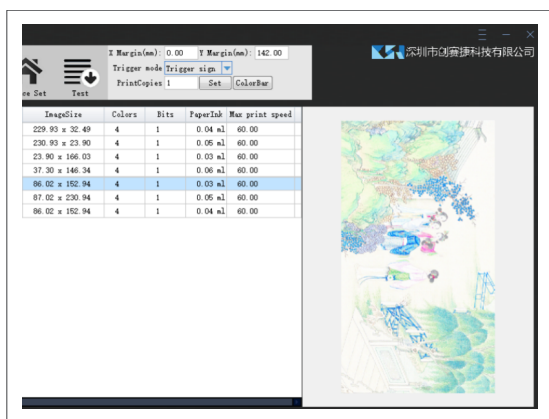 X Margin(mm): 0.00 Y Margin(mm): 142.00
深圳市创赛捷科技有限公司
Trigger mode Trigger sign
PrintCopies 1 Set ColorBar
ce Set Test
ImageSize Colors Bits PaperInk Max print speed
229.93 x 32.49 4 1 0.04 ml 60.00
230.93 x 23.90 4 1 0.05 ml 60.00
23.90 x 166.03 4 1 0.03 ml 60.00
37.30 x 146.34 4 1 0.06 ml 60.00
86.02 x 152.94 4 1 0.03 ml 60.00
87.02 x 230.94 4 1 0.05 ml 60.00
86.02 x 152.94 4 1 0.04 ml 60.00